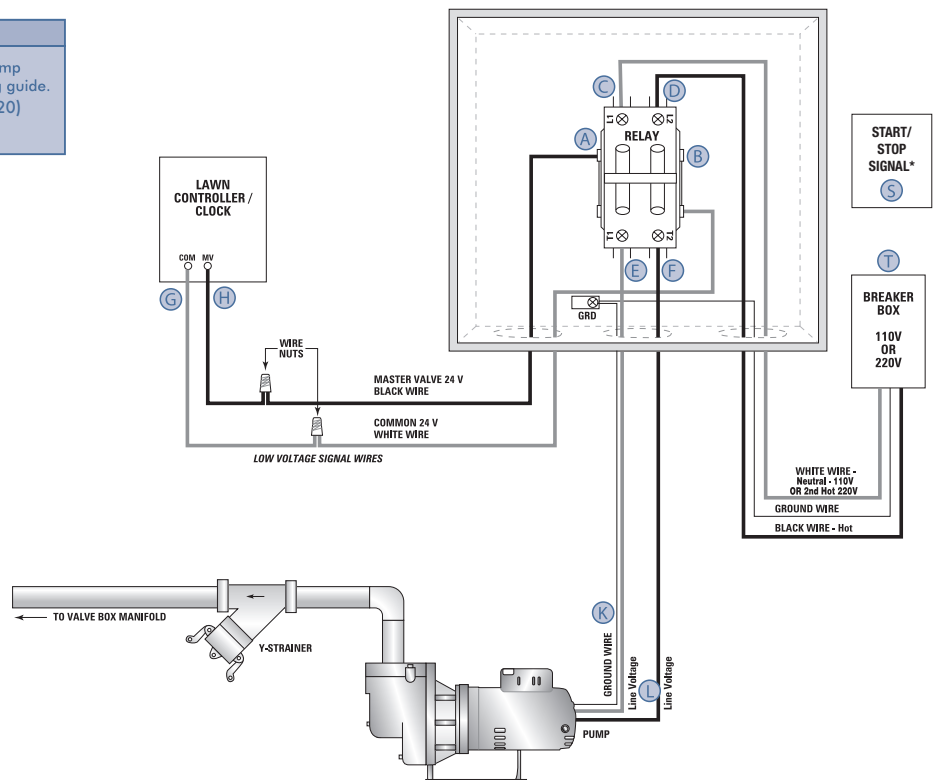 mp
g guide.
20)
LAWN
CONTROLLER /
CLOCK
COM MV
G
H
WIRE
NUTS
MASTER VALVE 24 V
BLACK WIRE
COMMON 24 V
WHITE WIRE
LOW VOLTAGE SIGNAL WIRES
C
D
L1
L2
A
RELAY
B
T1
T2
E
F
GRD
START/
STOP
SIGNAL*
S
T
BREAKER
BOX
110V
OR
220V
WHITE WIRE -
Neutral - 110V
OR 2nd Hot 220V
GROUND WIRE
BLACK WIRE - Hot
TO VALVE BOX MANIFOLD
Y-STRAINER
K
GROUND WIRE
Line Voltage
L
Line Voltage
PUMP